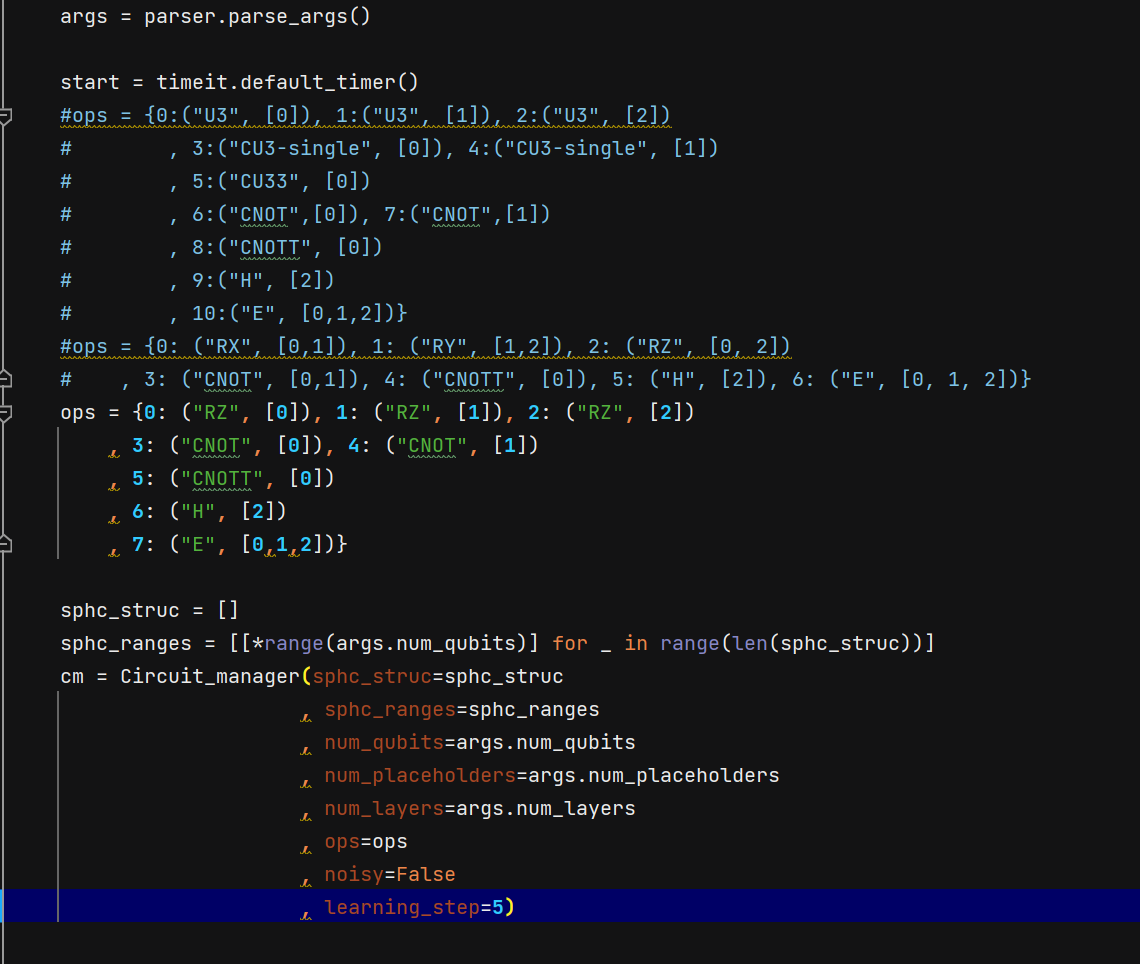 args = parser.parse_args()
start = timeit.default_timer()
#ops = {0:("U3", [0]), 1:("U3", [1]), 2:("U3", [2])
#        , 3:("CU3-single", [0]), 4:("CU3-single", [1])
#        , 5:("CU33", [0])
#        , 6:("CNOT",[0]), 7:("CNOT",[1])
#        , 8:("CNOTT", [0])
#        , 9:("H", [2])
#        , 10:("E", [0,1,2])}
#ops = {0: ("RX", [0,1]), 1: ("RY", [1,2]), 2: ("RZ", [0, 2])
#    , 3: ("CNOT", [0,1]), 4: ("CNOTT", [0]), 5: ("H", [2]), 6: ("E", [0, 1, 2])}
ops = {0: ("RZ", [0]), 1: ("RZ", [1]), 2: ("RZ", [2])
    , 3: ("CNOT", [0]), 4: ("CNOT", [1])
    , 5: ("CNOTT", [0])
    , 6: ("H", [2])
    , 7: ("E", [0,1,2])}
sphc_struc = []
sphc_ranges = [[*range(args.num_qubits)] for _ in range(len(sphc_struc))]
cm = Circuit_manager(sphc_struc=sphc_struc
                    , sphc_ranges=sphc_ranges
                    , num_qubits=args.num_qubits
                    , num_placeholders=args.num_placeholders
                    , num_layers=args.num_layers
                    , ops=ops
                    , noisy=False
                    , learning_step=5)